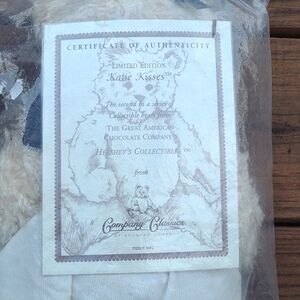 CERTIFICATE OF AUTHENTICITY
LIMITED EDITION
Katie Kisses™
The second in a series of
Collectible bears from
THE GREAT AMERICAN
CHOCOLATE COMPANY
HERSHEY'S COLLECTIBLES™
from
Company Classics